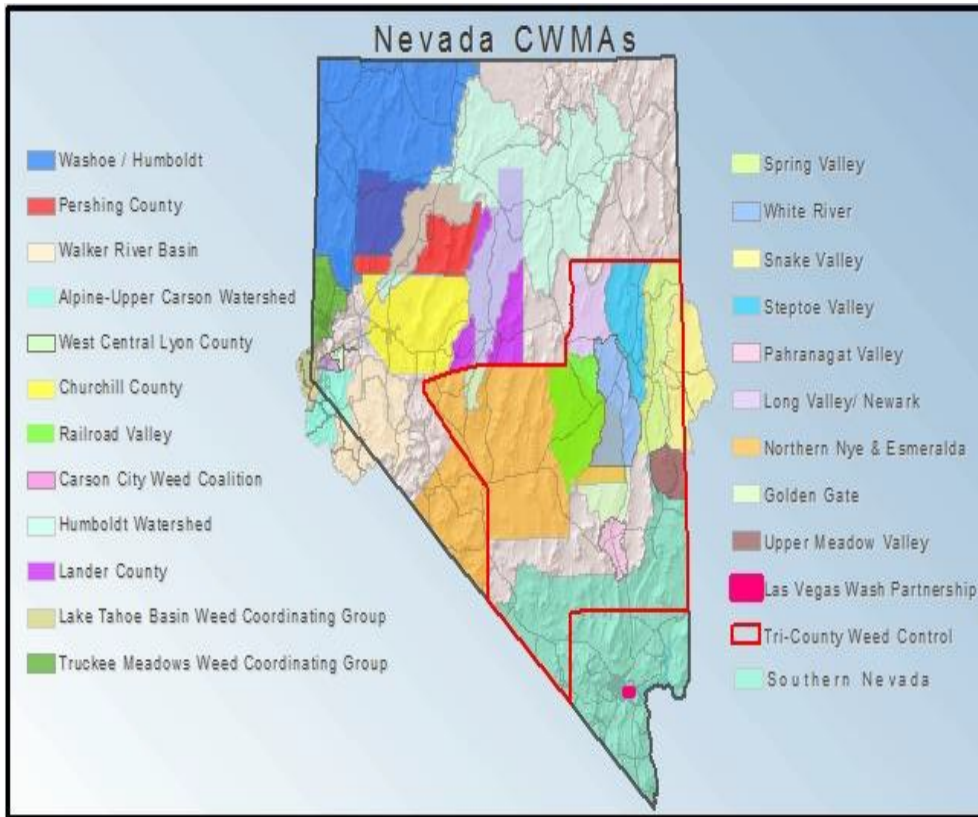 Nevada CWMAs
Washoe / Humboldt
Pershing County
Walker River Basin
Alpine-Upper Carson Watershed
West Central Lyon County
Churchill County
Railroad Valley
Carson City Weed Coalition
Humboldt Watershed
Lander County
Lake Tahoe Basin Weed Coordinating Group
Truckee Meadows Weed Coordinating Group
Spring Valley
White River
Snake Valley
Steptoe Valley
Pahranagat Valley
Long Valley/ Newark
Northern Nye & Esmeralda
Golden Gate
Upper Meadow Valley
Las Vegas Wash Partnership
Tri-County Weed Control
Southern Nevada